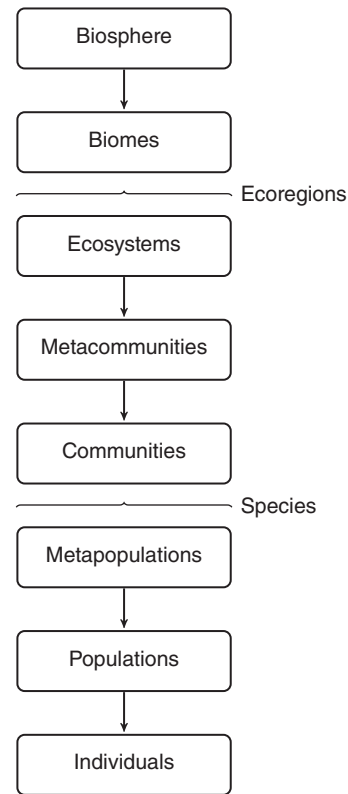 Biosphere
Biomes
Ecoregions
Ecosystems
Metacommunities
Communities
Species
Metapopulations
Populations
Individuals